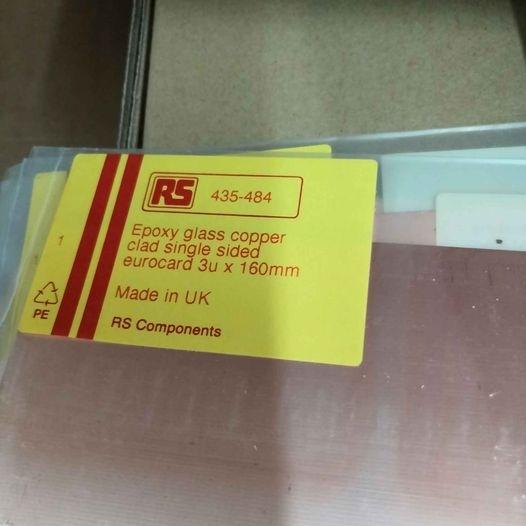 RS 435-484
Epoxy glass copper
clad single sided
eurocard 3u x 160mm
1
Made in UK
PE
RS Components